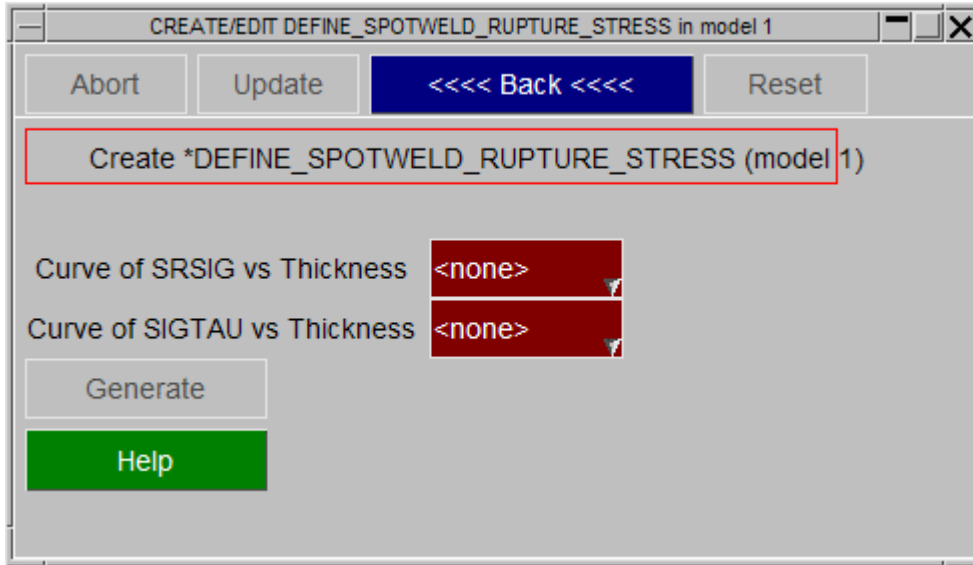 CREATE/EDIT DEFINE_SPOTWELD_RUPTURE_STRESS in model 1
Abort Update <<<< Back <<<< Reset
Create *DEFINE_SPOTWELD_RUPTURE_STRESS (model 1)
Curve of SRSIG vs Thickness <none>
Curve of SIGTAU vs Thickness <none>
Generate
Help